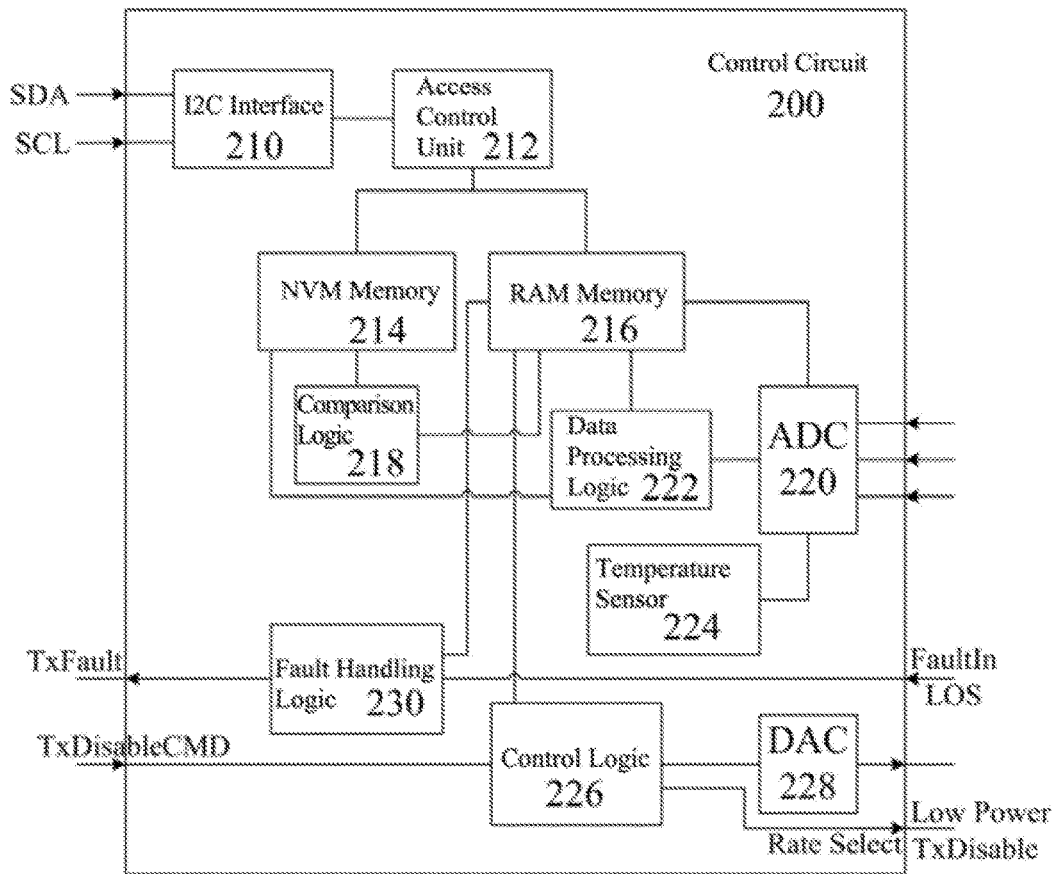 Control Circuit
200
SDA
SCL
I2C Interface
210
Access
Control
Unit 212
NVM Memory
214
RAM Memory
216
Comparison
Logic
218
Data
Processing
Logic 222
ADC
220
Temperature
Sensor
224
TxFault
Fault Handling
Logic 230
FaultIn
LOS
TxDisableCMD
Control Logic
226
DAC
228
Low Power
Rate Select
TxDisable